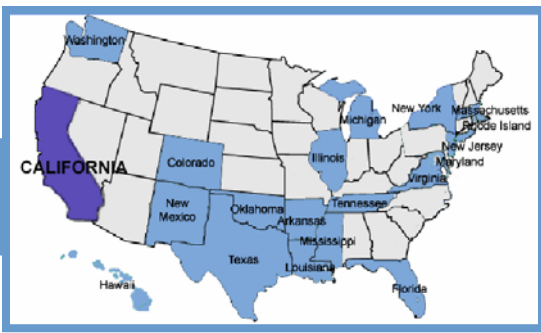 Washington
New York
Massachusetts
Rhode Island
Michigan
New Jersey
Maryland
Illinois
Colorado
CALIFORNIA
Virginia
Tennessee
New
Mexico
Oklahoma
Arkansas
Mississippi
Texas
Louisiana
Hawaii
Florida